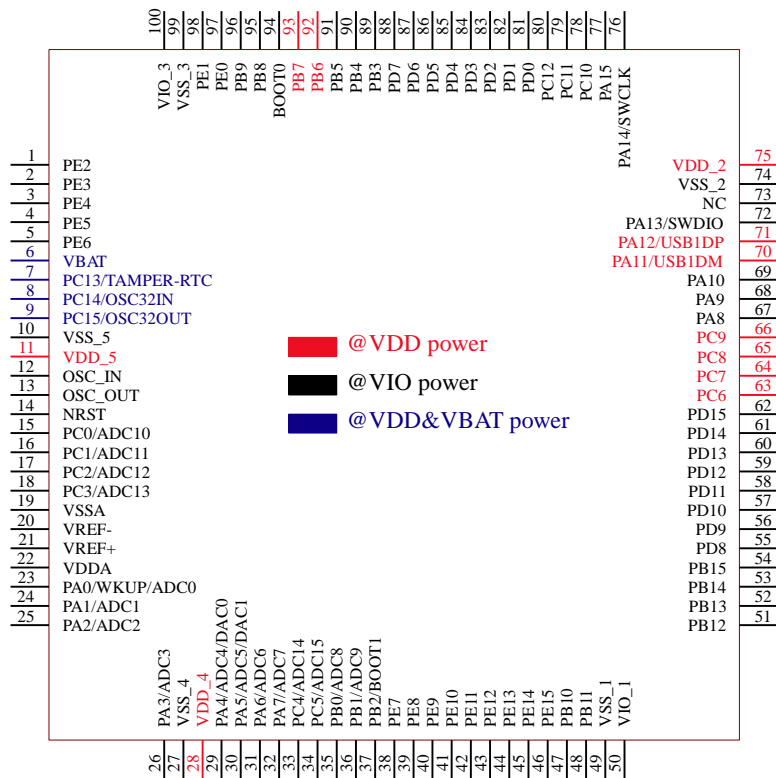 100 99 98 97 96 95 94 93 92 91 90 89 88 87 86 85 84 83 82 81 80 79 78 77 76
VIO_3 VSS_3 PE1 PE0 PB9 PB8 BOOT0 PB7 PB6 PB5 PB4 PB3 PD7 PD6 PD5 PD4 PD3 PD2 PD1 PD0 PC12 PC11 PC10 PA15 PA14/SWCLK
1 PE2
2 PE3
3 PE4
4 PE5
5 PE6
6 VBAT
7 PC13/TAMPER-RTC
8 PC14/OSC32IN
9 PC15/OSC32OUT
10 VSS_5
11 VDD_5
12 OSC_IN
13 OSC_OUT
14 NRST
15 PC0/ADC10
16 PC1/ADC11
17 PC2/ADC12
18 PC3/ADC13
19 VSSA
20 VREF-
21 VREF+
22 VDDA
23 PA0/WKUP/ADC0
24 PA1/ADC1
25 PA2/ADC2
@VDD power
@VIO power
@VDD&VBAT power
VDD_2 75
VSS_2 74
NC 73
PA13/SWDIO 72
PA12/USB1DP 71
PA11/USB1DM 70
PA10 69
PA9 68
PA8 67
PC9 66
PC8 65
PC7 64
PC6 63
PD15 62
PD14 61
PD13 60
PD12 59
PD11 58
PD10 57
PD9 56
PD8 55
PB15 54
PB14 53
PB13 52
PB12 51
PA3/ADC3 VSS_4 VDD_4 PA4/ADC4/DAC0 PA5/ADC5/DAC1 PA6/ADC6 PA7/ADC7 PC4/ADC14 PC5/ADC15 PB0/ADC8 PB1/ADC9 PB2/BOOT1 PE7 PE8 PE9 PE10 PE11 PE12 PE13 PE14 PE15 PB10 PB11 VSS_1 VIO_1
26 27 28 29 30 31 32 33 34 35 36 37 38 39 40 41 42 43 44 45 46 47 48 49 50